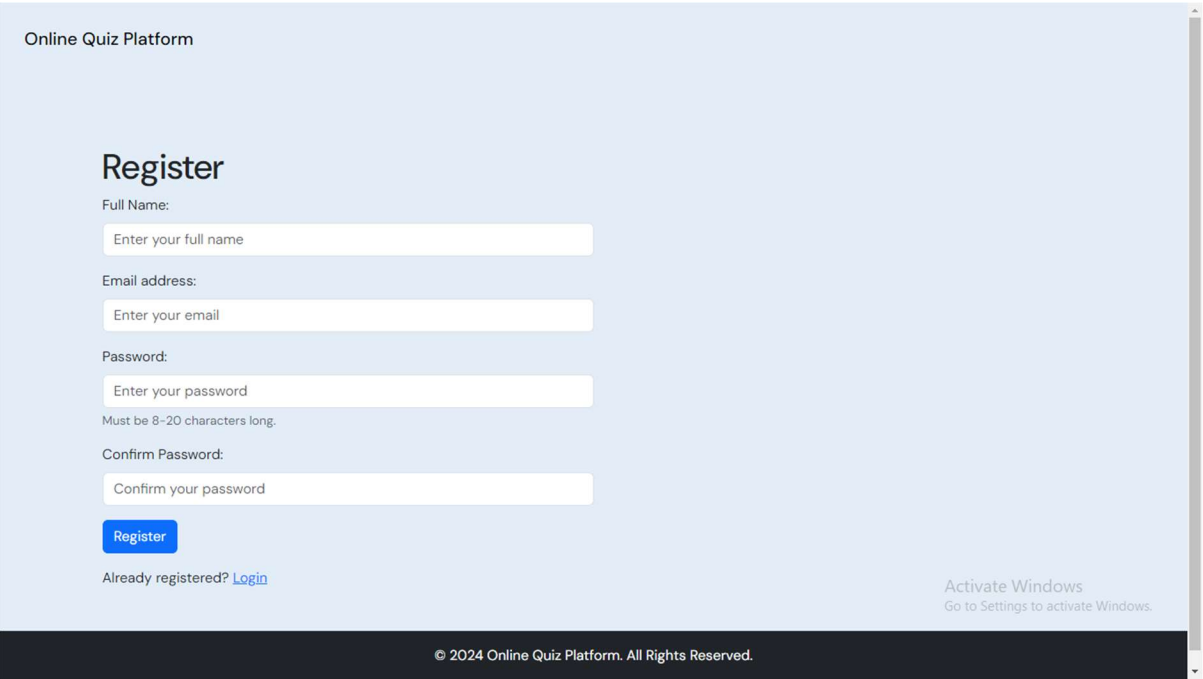 Online Quiz Platform
Register
Full Name:
Enter your full name
Email address:
Enter your email
Password:
Enter your password
Must be 8-20 characters long.
Confirm Password:
Confirm your password
Register
Already registered? Login
Activate Windows
Go to Settings to activate Windows.
© 2024 Online Quiz Platform. All Rights Reserved.